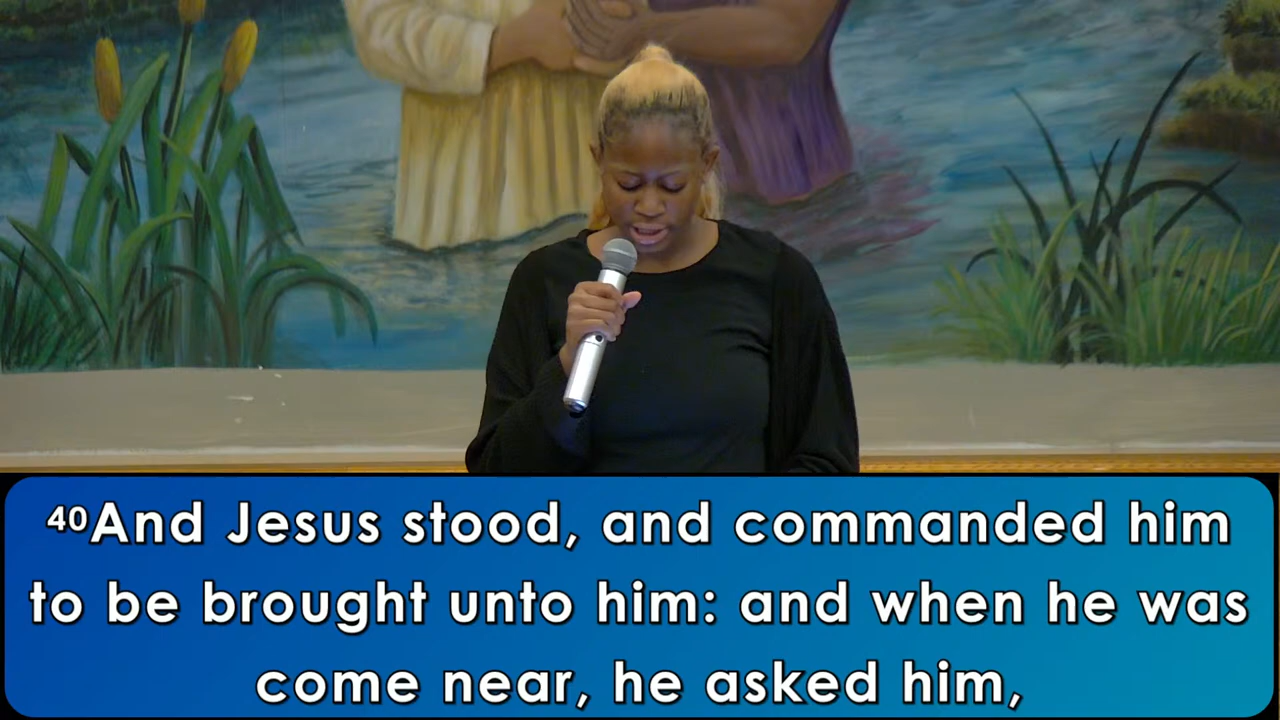 40And Jesus stood, and commanded him
to be brought unto him: and when he was
come near, he asked him,